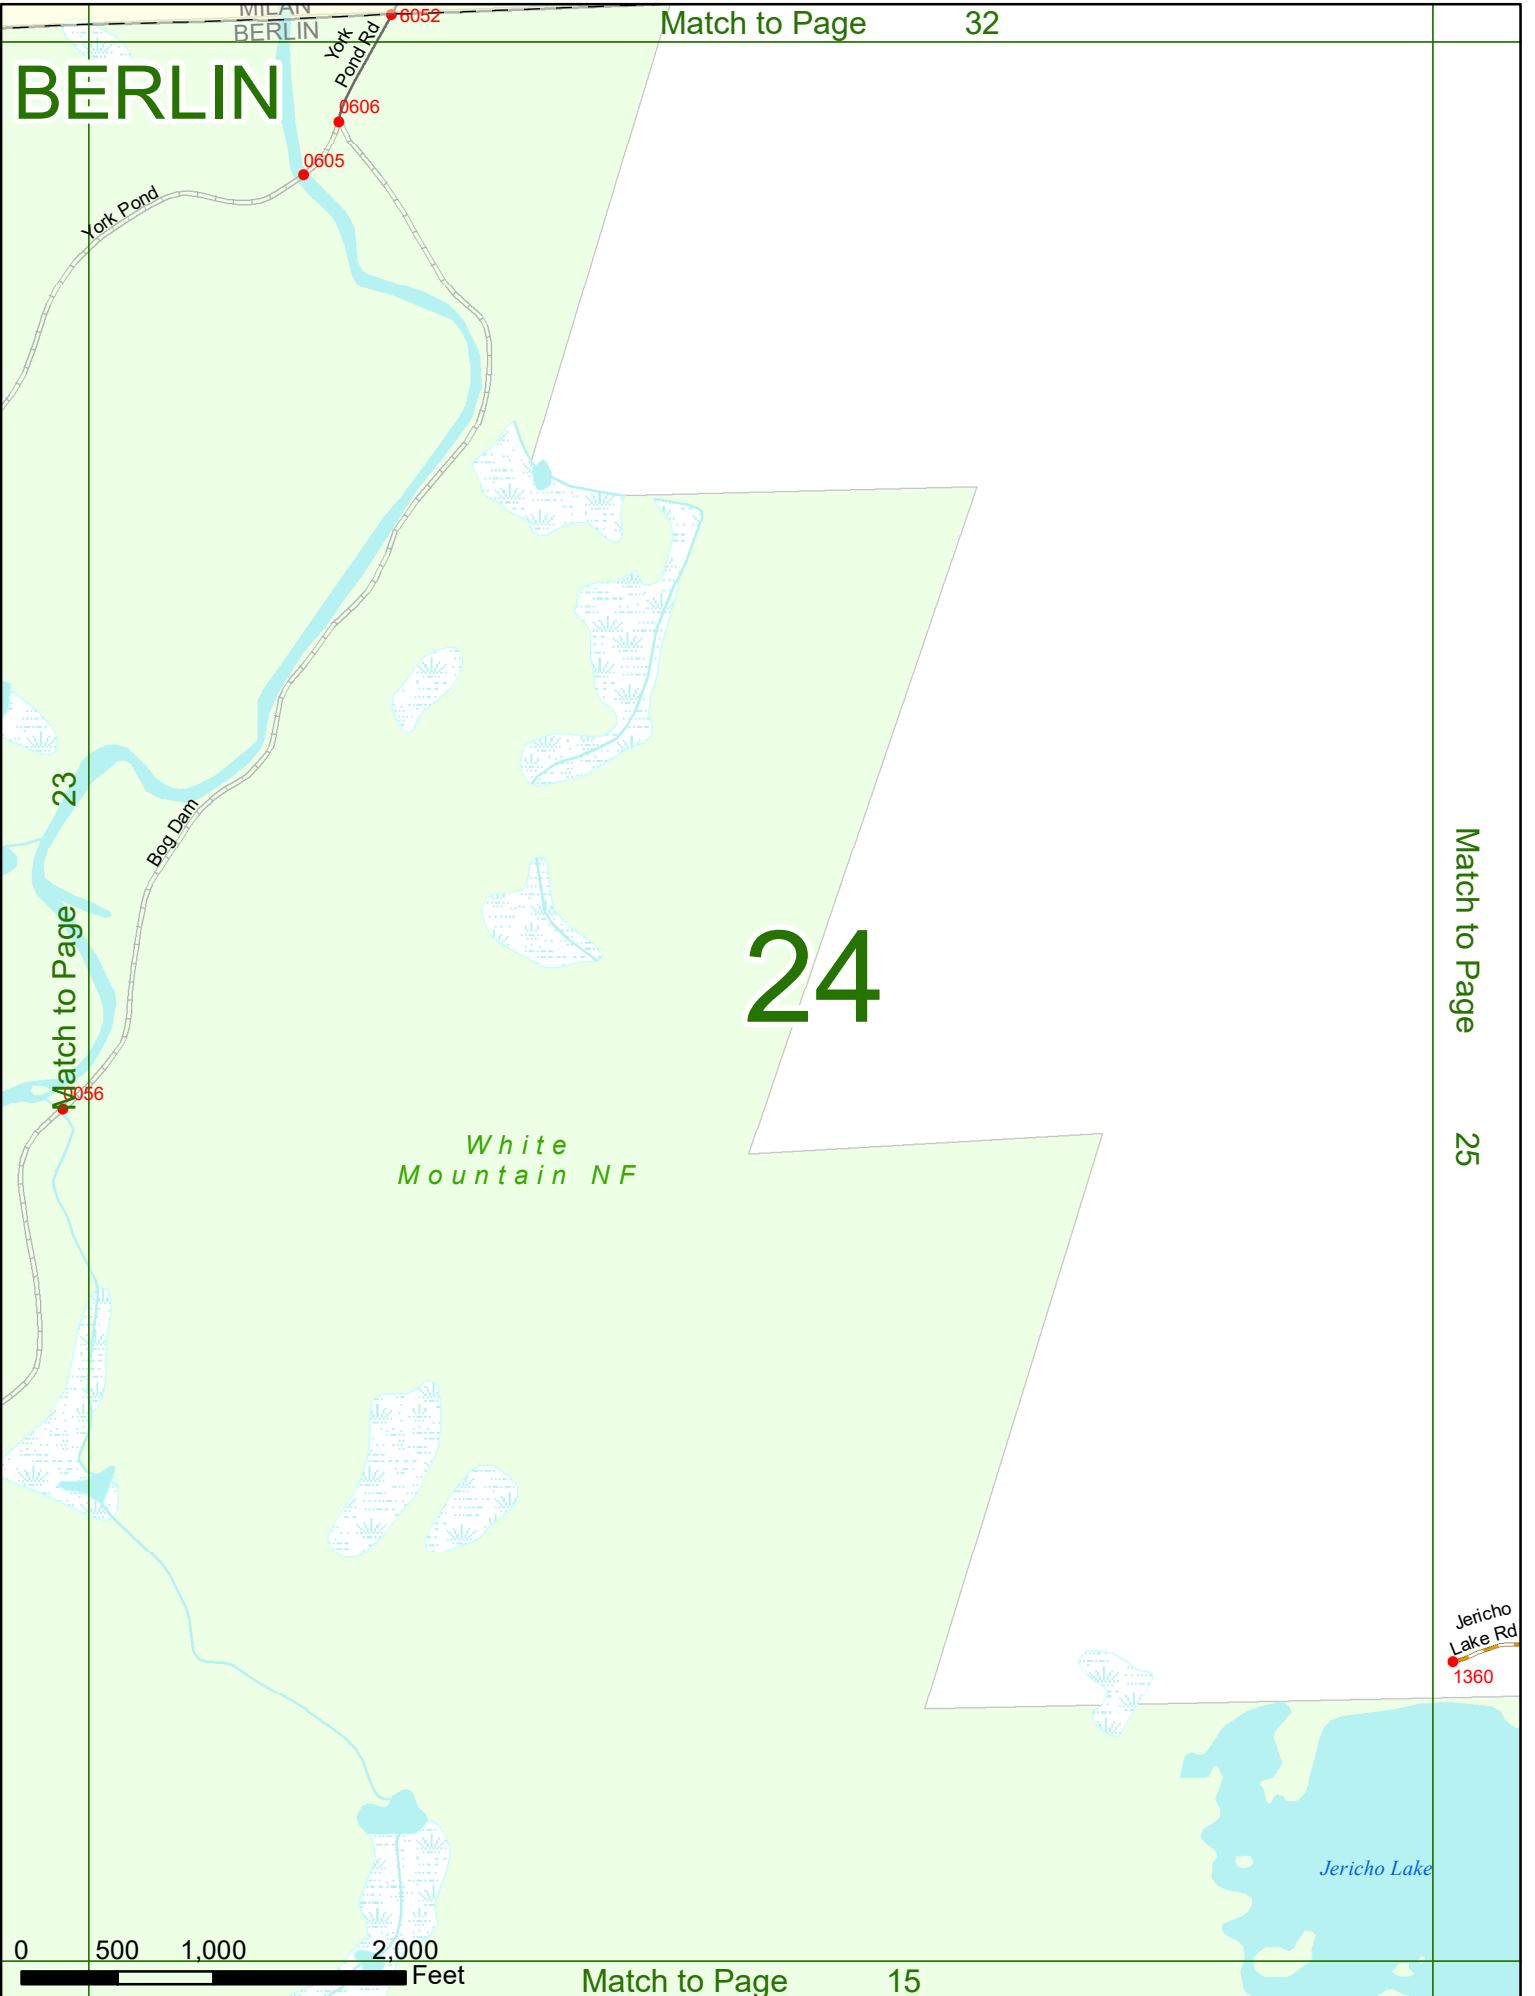 MILAN
BERLIN
6052
Match to Page 32
BERLIN
York
Pond Rd
0606
0605
York Pond
Match to Page 23
Bog Dam
24
Match to Page 25
0056
White
Mountain NF
Jericho
Lake Rd
1360
Jericho Lake
0 500 1,000 2,000
Feet
Match to Page 15